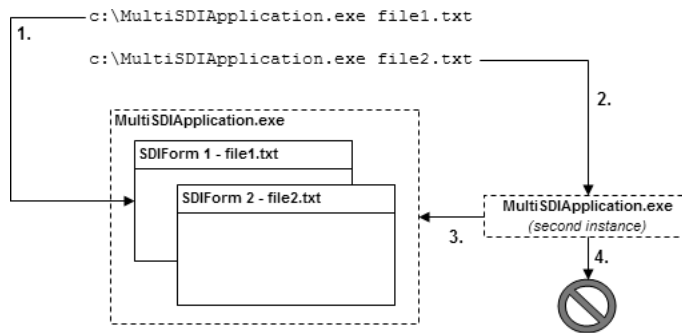 c:\MultiSDIApplication.exe file1.txt
1.
c:\MultiSDIApplication.exe file2.txt
2.
MultiSDIApplication.exe
SDIForm 1 - file1.txt
SDIForm 2 - file2.txt
MultiSDIApplication.exe
(second instance)
3.
4.